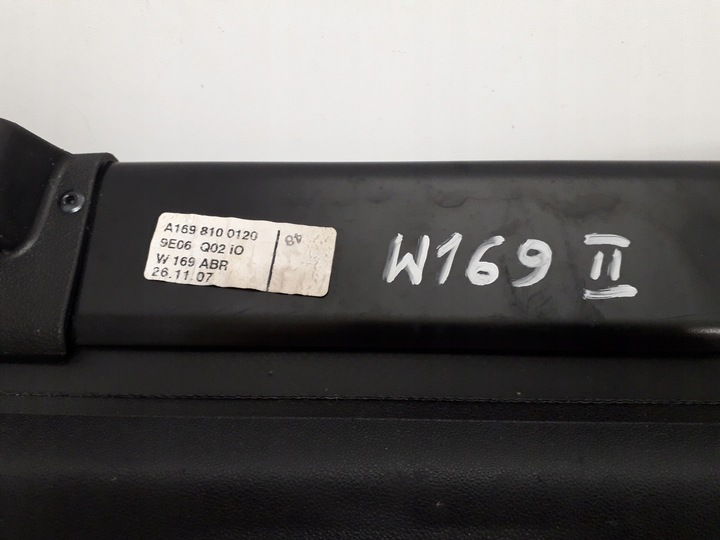 A169 810 0120
9E06 Q02 iO
W 169 ABR
26.11.07
W169 II